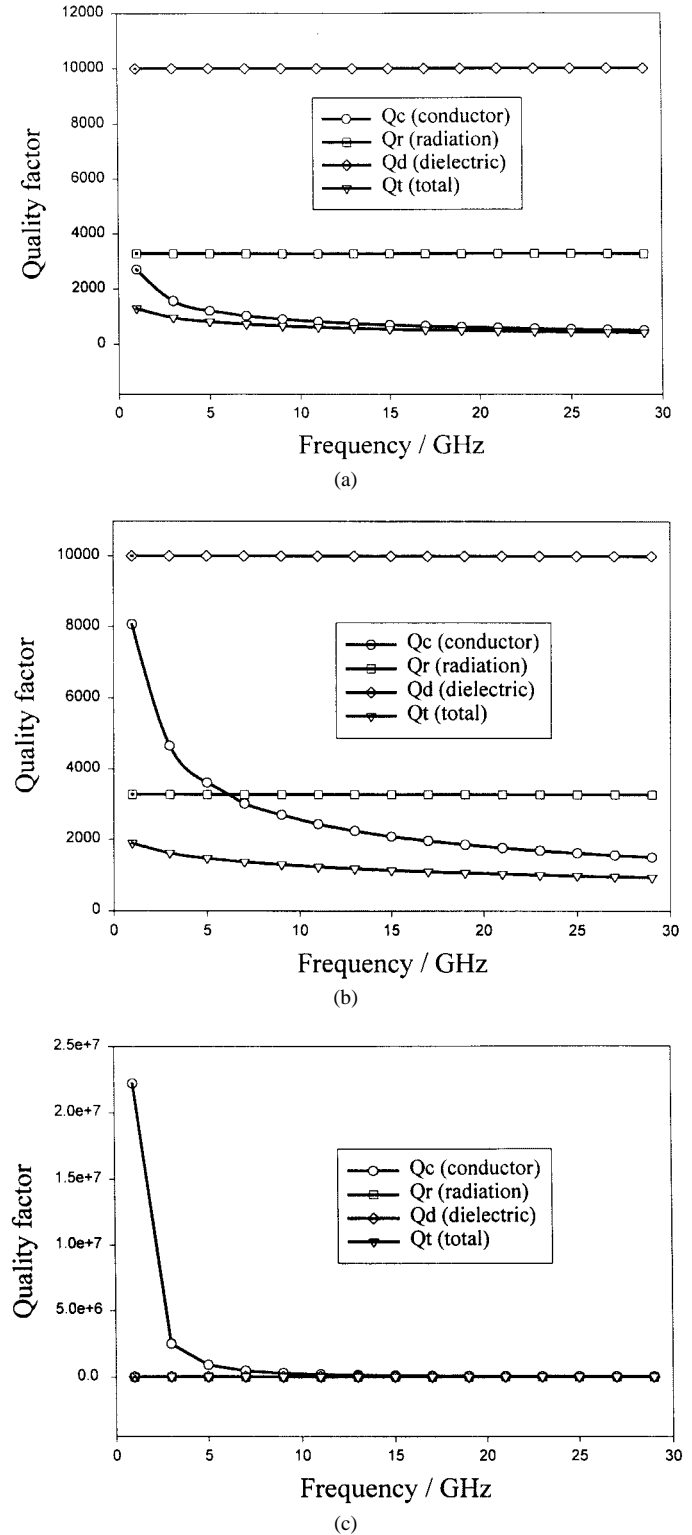 12000
10000
8000
6000
4000
2000
0
Quality factor
Qc (conductor)
Qr (radiation)
Qd (dielectric)
Qt (total)
0 5 10 15 20 25 30
Frequency / GHz
(a)
10000
8000
6000
4000
2000
0
Quality factor
Qc (conductor)
Qr (radiation)
Qd (dielectric)
Qt (total)
0 5 10 15 20 25 30
Frequency / GHz
(b)
2.5e+7
2.0e+7
1.5e+7
1.0e+7
5.0e+6
0.0
Quality factor
Qc (conductor)
Qr (radiation)
Qd (dielectric)
Qt (total)
0 5 10 15 20 25 30
Frequency / GHz
(c)